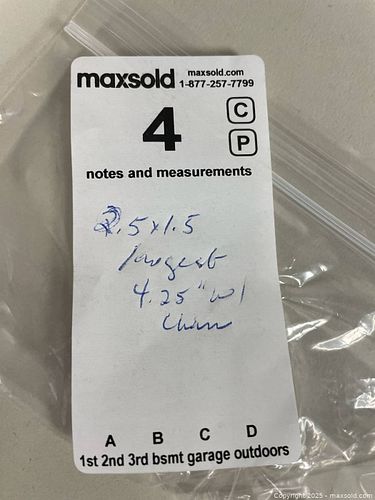 maxsold maxsold.com
1-877-257-7799
4 C
P
notes and measurements
2.5x1.5
largest
4.25" w/
chain
A B C D
1st 2nd 3rd bsmt garage outdoors
Copyright 2025 - maxsold.com